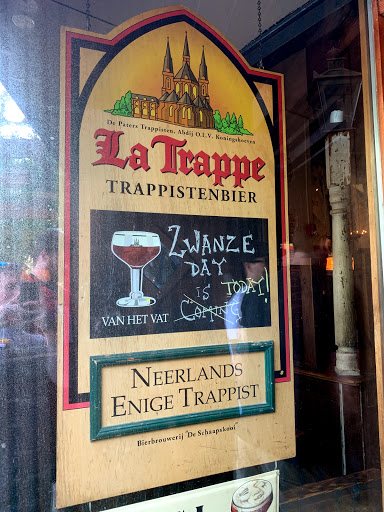 De Paters Trappisten, Abdij O.L.V. Koningshoeven
La Trappe
TRAPPISTENBIER
ZWANZE
DAY
IS TODAY!
COMING
VAN HET VAT
NEERLANDS
ENIGE TRAPPIST
Bierbrouwerij "De Schaapskooi"